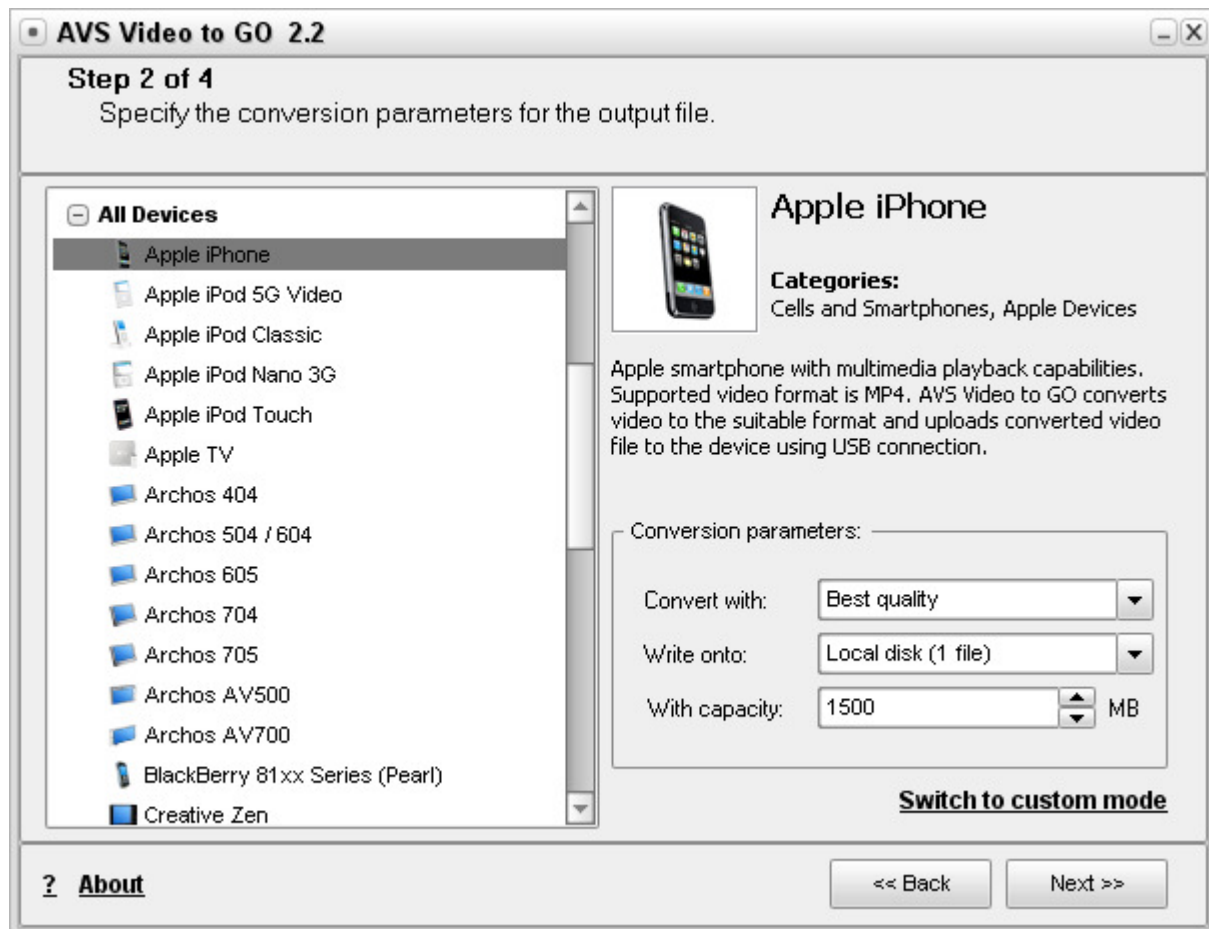 AVS Video to GO 2.2
Step 2 of 4
Specify the conversion parameters for the output file.
All Devices
Apple iPhone
Apple iPod 5G Video
Apple iPod Classic
Apple iPod Nano 3G
Apple iPod Touch
Apple TV
Archos 404
Archos 504 / 604
Archos 605
Archos 704
Archos 705
Archos AV500
Archos AV700
BlackBerry 81xx Series (Pearl)
Creative Zen
Apple iPhone
Categories:
Cells and Smartphones, Apple Devices
Apple smartphone with multimedia playback capabilities.
Supported video format is MP4. AVS Video to GO converts
video to the suitable format and uploads converted video
file to the device using USB connection.
Conversion parameters:
Convert with: Best quality
Write onto: Local disk (1 file)
With capacity: 1500 MB
Switch to custom mode
? About
<< Back
Next >>